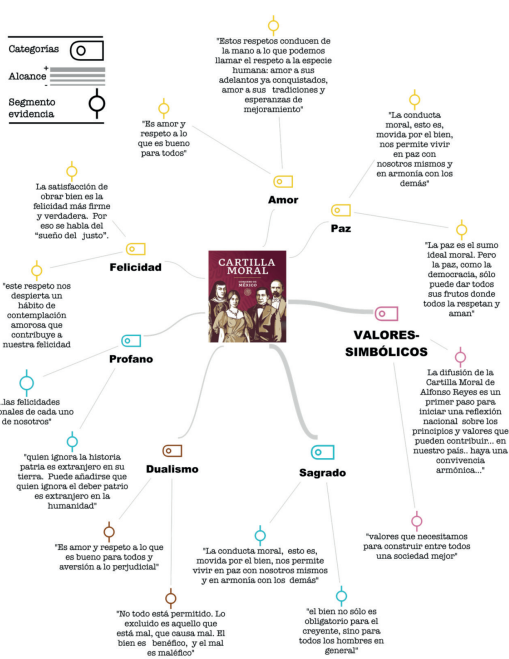 Categorías
Alcance
+
-
Segmento
evidencia
"Estos respetos conducen de
la mano a lo que podemos
llamar el respeto a la especie
humana: amor a sus
adelantos ya conquistados,
amor a sus tradiciones y
esperanzas de
mejoramiento"
"Es amor y
respeto a lo
que es bueno
para todos"
Amor
"La conducta
moral, esto es,
movida por el bien,
nos permite vivir
en paz con
nosotros mismos y
en armonía con los
demás"
Paz
"La paz es el sumo
ideal moral. Pero
la paz, como la
democracia, sólo
puede dar todos
sus frutos donde
todos la respetan y
aman"
La satisfacción de
obrar bien es la
felicidad más firme
y verdadera. Por
eso se habla del
“sueño del justo”.
Felicidad
"este respeto nos
despierta un
hábito de
contemplación
amorosa que
contribuye a
nuestra felicidad
CARTILLA
MORAL
MÉXICO
VALORES-
SIMBÓLICOS
La difusión de la
Cartilla Moral de
Alfonso Reyes es un
primer paso para
iniciar una reflexión
nacional sobre los
principios y valores que
pueden contribuir... en
nuestro país.. haya una
convivencia
armónica..."
"valores que necesitamos
para construir entre todos
una sociedad mejor"
Profano
..las felicidades
onales de cada uno
de nosotros"
"quien ignora la historia
patria es extranjero en su
tierra. Puede añadirse que
quien ignora el deber patrio
es extranjero en la
humanidad"
Dualismo
"Es amor y respeto a lo que
es bueno para todos y
aversión a lo perjudicial"
"No todo está permitido. Lo
excluido es aquello que
está mal, que causa mal. El
bien es benéfico, y el mal
es maléfico"
Sagrado
"La conducta moral, esto es,
movida por el bien, nos permite
vivir en paz con nosotros mismos
y en armonía con los demás"
"el bien no sólo es
obligatorio para el
creyente, sino para
todos los hombres en
general"